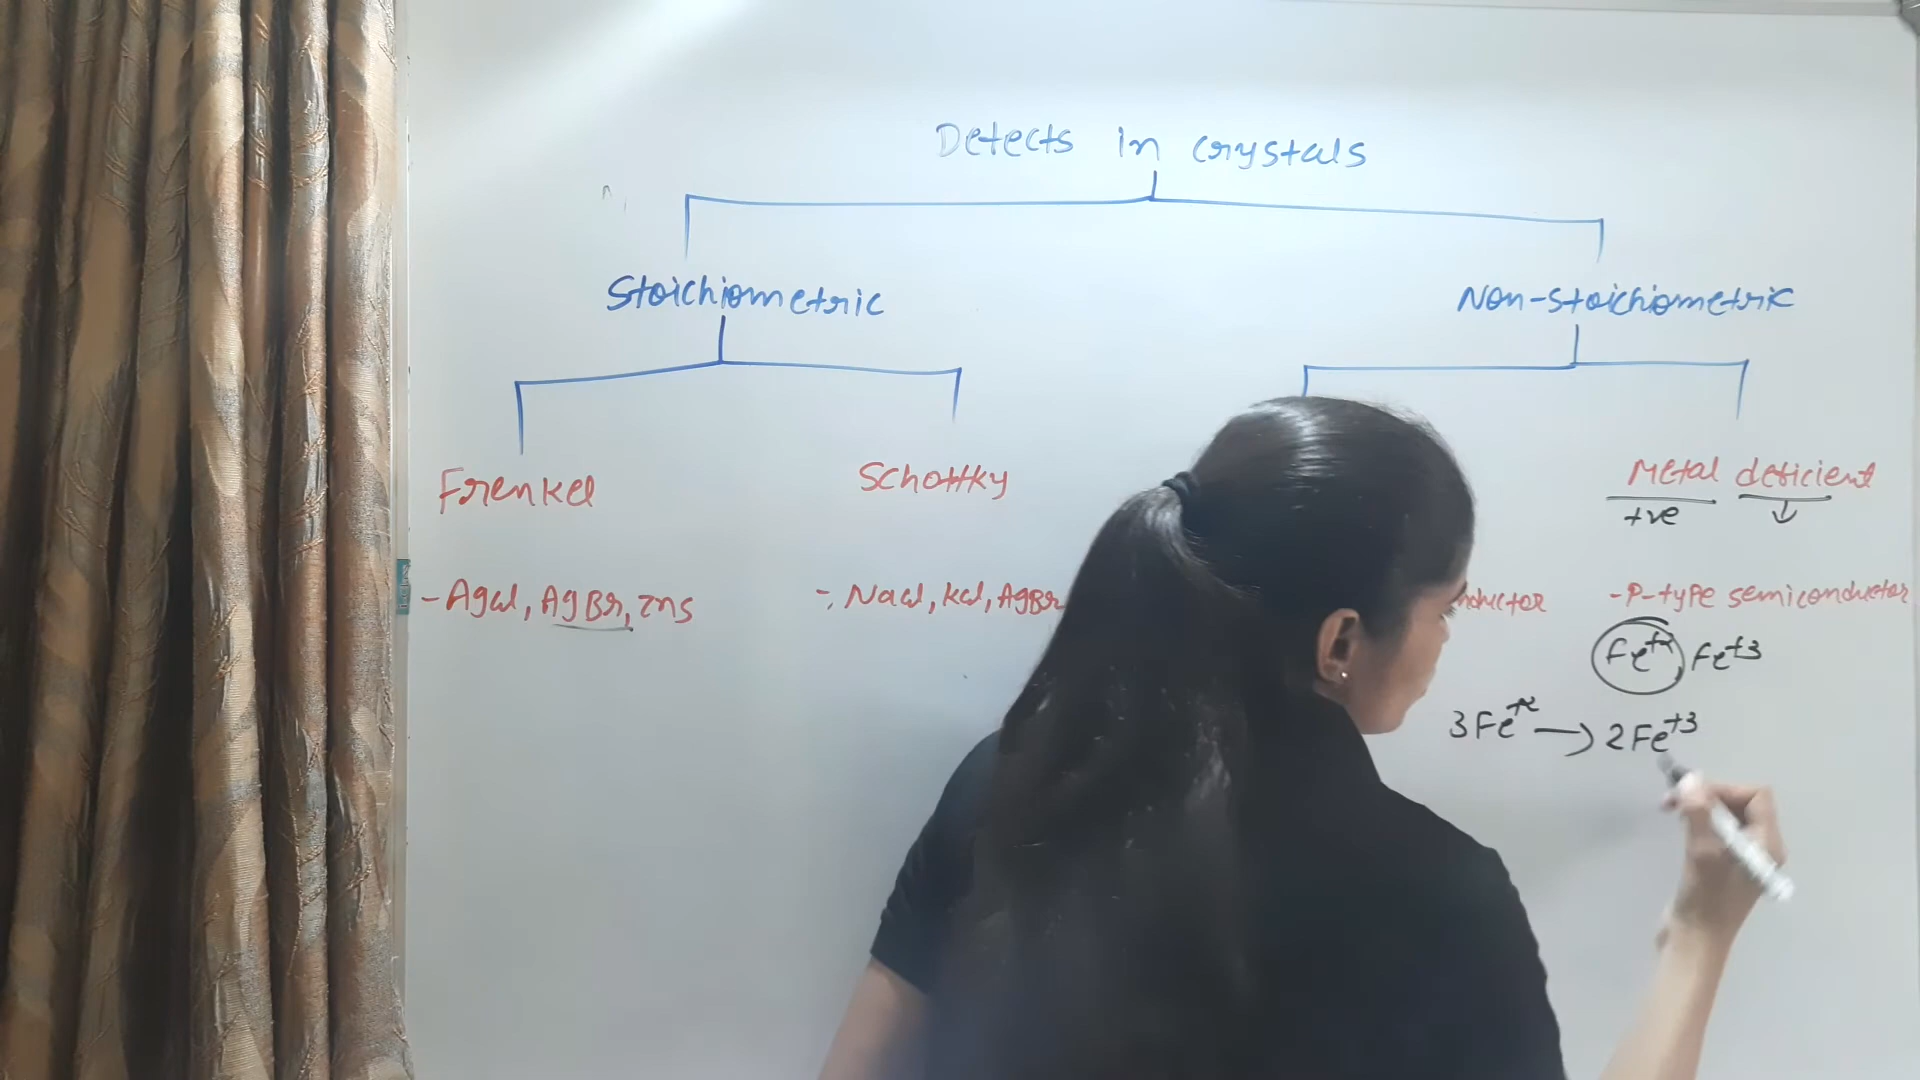 Defects in crystals
Stoichiometric
Non-stoichiometric
Frenkel
Schottky
Metal deficient
+ve ↓
- AgCl, AgBr, ZnS
-, NaCl, KCl, AgBr
- P-type semiconductor
Fe+2 Fe+3
3Fe+2 → 2Fe+3